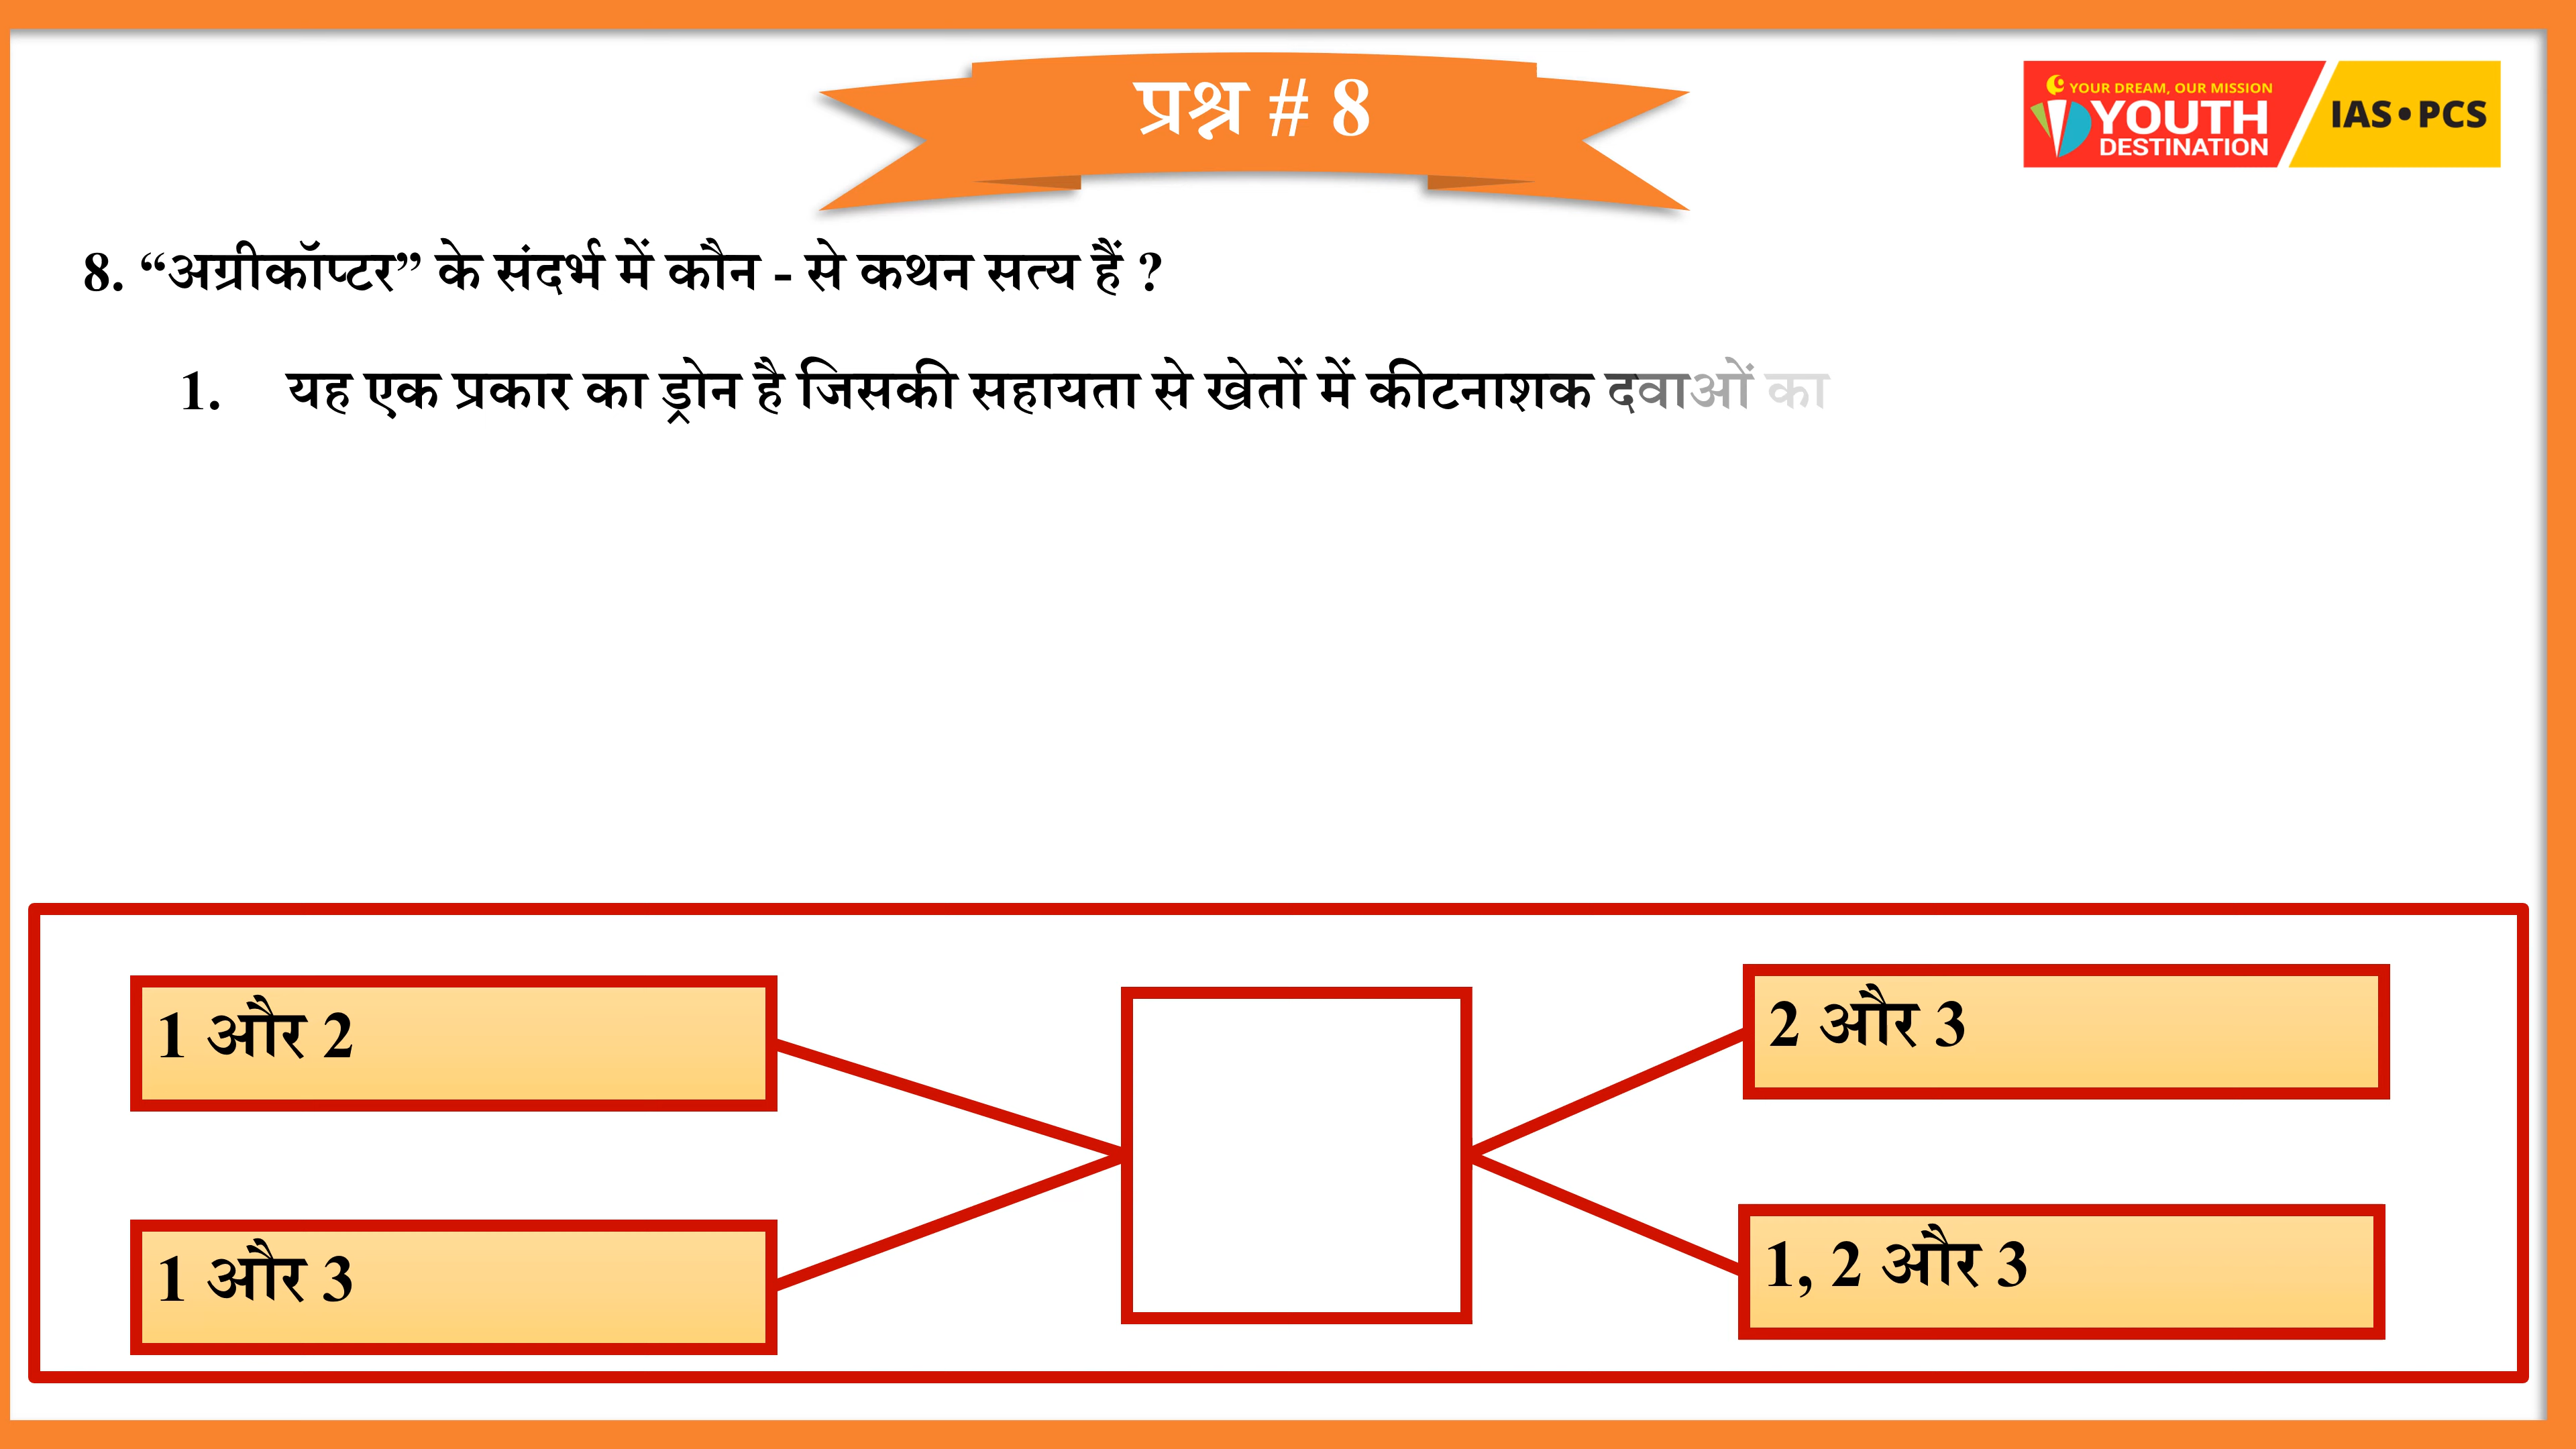 प्रश्न # 8
YOUR DREAM, OUR MISSION
YOUTH
DESTINATION
IAS•PCS
8. “अग्रीकॉप्टर” के संदर्भ में कौन - से कथन सत्य हैं ?
1. यह एक प्रकार का ड्रोन है जिसकी सहायता से खेतों में कीटनाशक दवाओं का
1 और 2
2 और 3
1 और 3
1, 2 और 3